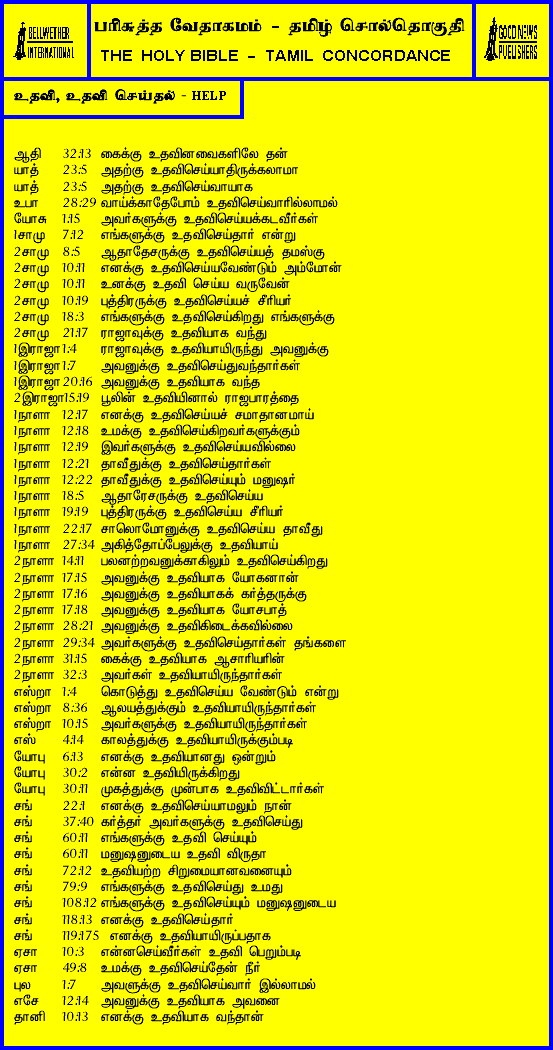 BELLWETHER
INTERNATIONAL
பரிசுத்த வேதாகமம் - தமிழ் சொல்தொகுதி
THE HOLY BIBLE - TAMIL CONCORDANCE
GOOD NEWS
PUBLISHERS
உதவி, உதவி செய்தல் - HELP
ஆதி 32:13 கைக்கு உதவினவைகளிலே தன்
யாத் 23:5 அதற்கு உதவிசெய்யாதிருக்கலாமா
யாத் 23:5 அதற்கு உதவிசெய்வாயாக
உபா 28:29 வாய்க்காதேபோம் உதவிசெய்வாரில்லாமல்
யோசு 1:15 அவர்களுக்கு உதவிசெய்யக்கடவீர்கள்
1சாமு 7:12 எங்களுக்கு உதவிசெய்தார் என்று
2சாமு 8:5 ஆதாதேசருக்கு உதவிசெய்யத் தமஸ்கு
2சாமு 10:11 எனக்கு உதவிசெய்யவேண்டும் அம்மோன்
2சாமு 10:11 உனக்கு உதவி செய்ய வருவேன்
2சாமு 10:19 புத்திரருக்கு உதவிசெய்யச் சீரியர்
2சாமு 18:3 எங்களுக்கு உதவிசெய்கிறது எங்களுக்கு
2சாமு 21:17 ராஜாவுக்கு உதவியாக வந்து
1இராஜா 1:4 ராஜாவுக்கு உதவியாயிருந்து அவனுக்கு
1இராஜா 1:7 அவனுக்கு உதவிசெய்துவந்தார்கள்
1இராஜா 20:16 அவனுக்கு உதவியாக வந்த
2இராஜா15:19 பூலின் உதவியினால் ராஜபாரத்தை
1நாளா 12:17 எனக்கு உதவிசெய்யச் சமாதானமாய்
1நாளா 12:18 உமக்கு உதவிசெய்கிறவர்களுக்கும்
1நாளா 12:19 இவர்களுக்கு உதவிசெய்யவில்லை
1நாளா 12:21 தாவீதுக்கு உதவிசெய்தார்கள்
1நாளா 12:22 தாவீதுக்கு உதவிசெய்யும் மனுஷர்
1நாளா 18:5 ஆதாரேசருக்கு உதவிசெய்ய
1நாளா 19:19 புத்திரருக்கு உதவிசெய்ய சீரியர்
1நாளா 22:17 சாலொமோனுக்கு உதவிசெய்ய தாவீது
1நாளா 27:34 அகித்தோப்பேலுக்கு உதவியாய்
2நாளா 14:11 பலனற்றவனுக்காகிலும் உதவிசெய்கிறது
2நாளா 17:15 அவனுக்கு உதவியாக யோகனான்
2நாளா 17:16 அவனுக்கு உதவியாகக் கர்த்தருக்கு
2நாளா 17:18 அவனுக்கு உதவியாக யோசபாத்
2நாளா 28:21 அவனுக்கு உதவிகிடைக்கவில்லை
2நாளா 29:34 அவர்களுக்கு உதவிசெய்தார்கள் தங்களை
2நாளா 31:15 கைக்கு உதவியாக ஆசாரியரின்
2நாளா 32:3 அவர்கள் உதவியாயிருந்தார்கள்
எஸ்றா 1:4 கொடுத்து உதவிசெய்ய வேண்டும் என்று
எஸ்றா 8:36 ஆலயத்துக்கும் உதவியாயிருந்தார்கள்
எஸ்றா 10:15 அவர்களுக்கு உதவியாயிருந்தார்கள்
எஸ் 4:14 காலத்துக்கு உதவியாயிருக்கும்படி
யோபு 6:13 எனக்கு உதவியானது ஒன்றும்
யோபு 30:2 என்ன உதவியிருக்கிறது
யோபு 30:11 முகத்துக்கு முன்பாக உதவிவிட்டார்கள்
சங் 22:1 எனக்கு உதவிசெய்யாமலும் நான்
சங் 37:40 கர்த்தர் அவர்களுக்கு உதவிசெய்து
சங் 60:11 எங்களுக்கு உதவி செய்யும்
சங் 60:11 மனுஷனுடைய உதவி விருதா
சங் 72:12 உதவியற்ற சிறுமையானவனையும்
சங் 79:9 எங்களுக்கு உதவிசெய்து உமது
சங் 108:12 எங்களுக்கு உதவிசெய்யும் மனுஷனுடைய
சங் 118:13 எனக்கு உதவிசெய்தார்
சங் 119:175 எனக்கு உதவியாயிருப்பதாக
ஏசா 10:3 என்னசெய்வீர்கள் உதவி பெறும்படி
ஏசா 49:8 உமக்கு உதவிசெய்தேன் நீர்
புல 1:7 அவளுக்கு உதவிசெய்வார் இல்லாமல்
எசே 12:14 அவனுக்கு உதவியாக அவனை
தானி 10:13 எனக்கு உதவியாக வந்தான்